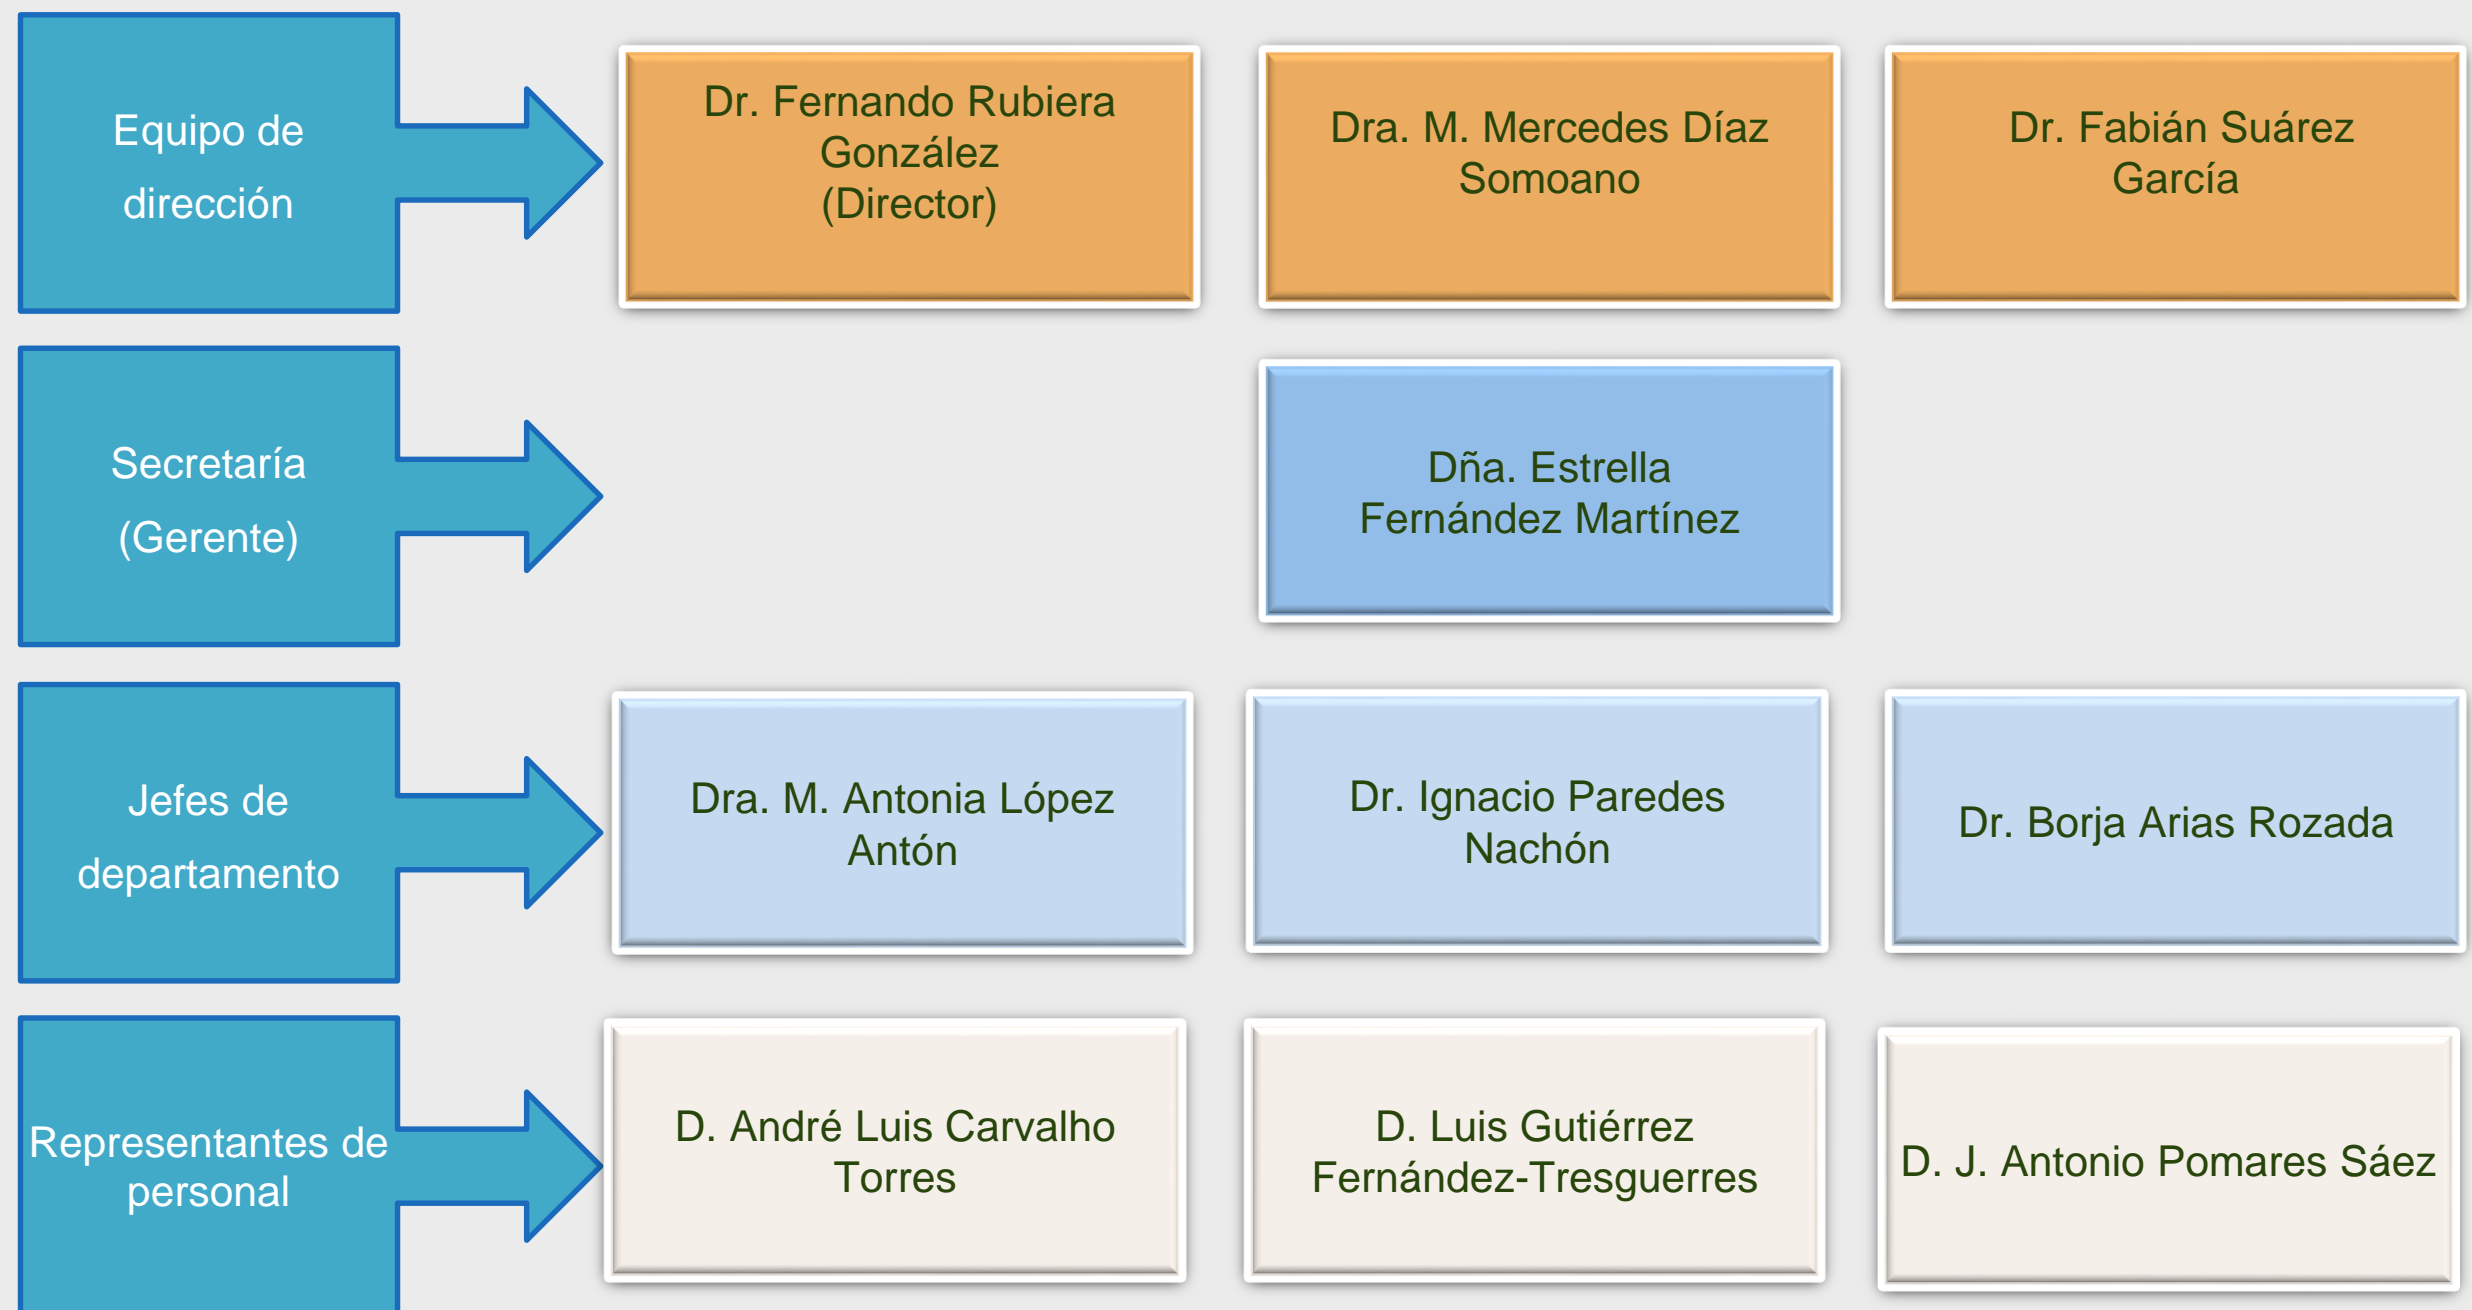 Equipo de
dirección
Dr. Fernando Rubiera
González
(Director)
Dra. M. Mercedes Díaz
Somoano
Dr. Fabián Suárez
García
Secretaría
(Gerente)
Dña. Estrella
Fernández Martínez
Jefes de
departamento
Dra. M. Antonia López
Antón
Dr. Ignacio Paredes
Nachón
Dr. Borja Arias Rozada
Representantes de
personal
D. André Luis Carvalho
Torres
D. Luis Gutiérrez
Fernández-Tresguerres
D. J. Antonio Pomares Sáez